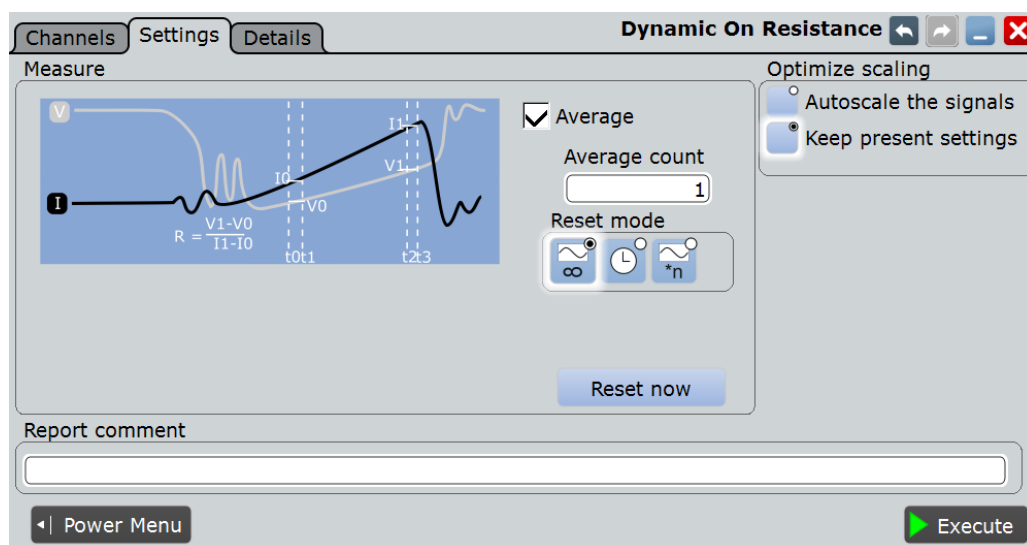 Channels Settings Details Dynamic On Resistance
Measure
Optimize scaling
V
I1
V1
I0
V0
I
R = V1-V0
I1-I0
t0t1
t2t3
Average
Average count
1
Reset mode
∞
*n
Reset now
Autoscale the signals
Keep present settings
Report comment
Power Menu
Execute